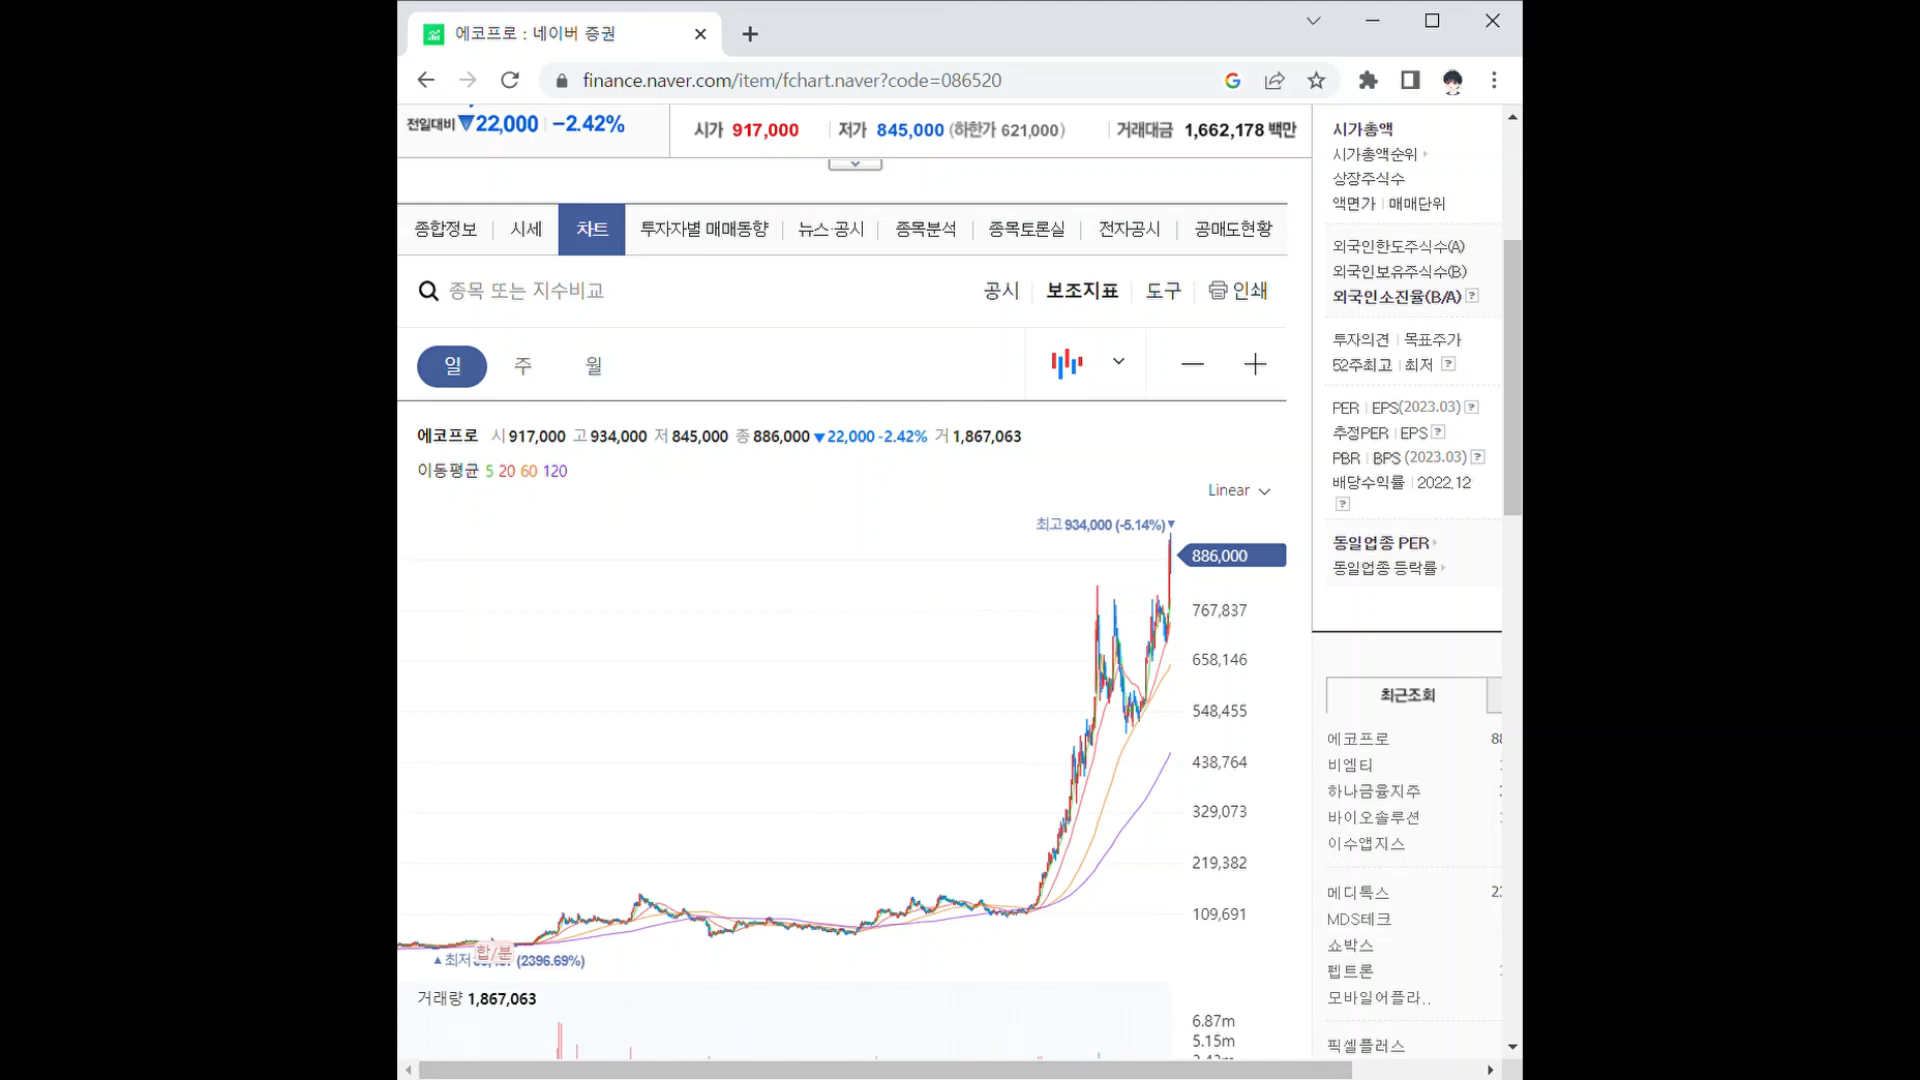 에코프로 : 네이버 증권
finance.naver.com/item/fchart.naver?code=086520
전일대비 ▼22,000 −2.42%
시가 917,000 저가 845,000 (하한가 621,000) 거래대금 1,662,178 백만
종합정보 시세 차트 투자자별 매매동향 뉴스·공시 종목분석 종목토론실 전자공시 공매도현황
종목 또는 지수비교
공시 보조지표 도구 인쇄
일 주 월
에코프로 시 917,000 고 934,000 저 845,000 종 886,000 ▼22,000 -2.42% 거 1,867,063
이동평균 5 20 60 120
Linear
최고 934,000 (-5.14%)▼
886,000
767,837
658,146
548,455
438,764
329,073
219,382
109,691
합/분
▲최저 (2396.69%)
거래량 1,867,063
6.87m
5.15m
시가총액
시가총액순위
상장주식수
액면가 매매단위
외국인한도주식수(A)
외국인보유주식수(B)
외국인소진율(B/A) ?
투자의견 목표주가
52주최고 최저 ?
PER EPS(2023.03) ?
추정PER EPS ?
PBR BPS (2023.03) ?
배당수익률 2022.12
?
동일업종 PER
동일업종 등락률
최근조회
에코프로
비엠티
하나금융지주
바이오솔루션
이수앱지스
메디톡스
MDS테크
쇼박스
펩트론
모바일어플라..
픽셀플러스